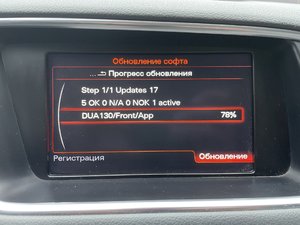 Обновление софта
... Прогресс обновления
Step 1/1 Updates 17
5 OK 0 N/A 0 NOK 1 active
DUA130/Front/App 78%
Регистрация Обновление